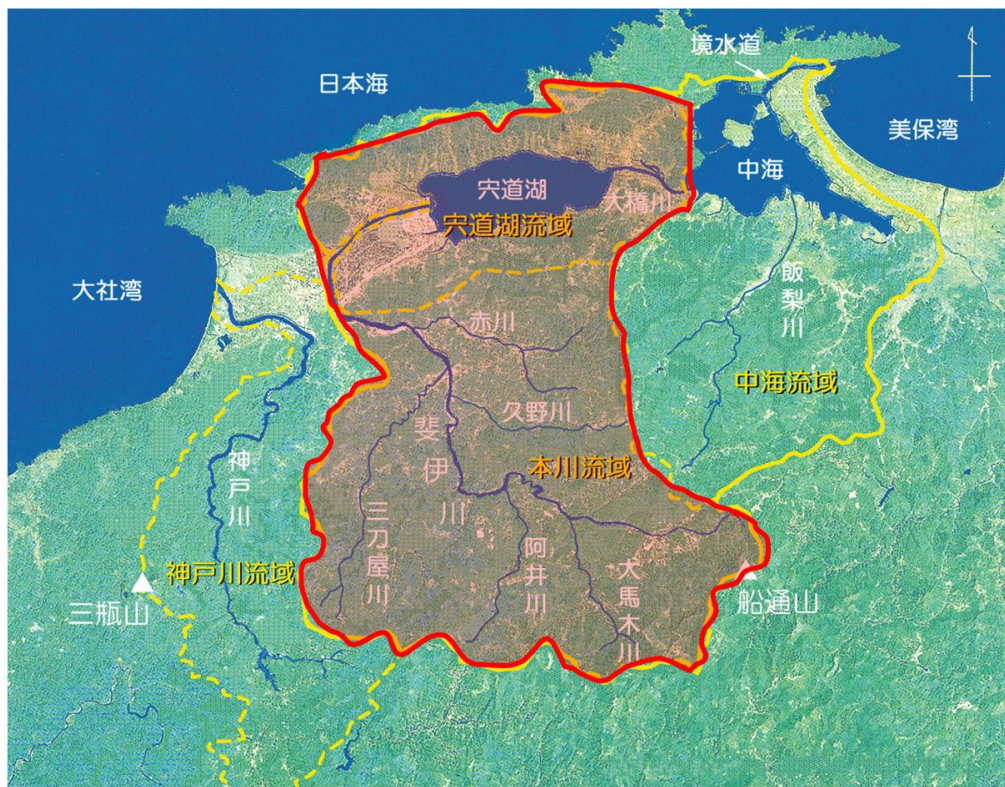 境水道
日本海
美保湾
中海
宍道湖
大橋川
宍道湖流域
大社湾
飯梨川
赤川
中海流域
久野川
斐伊川
本川流域
神戸川
三刀屋川
阿井川
大馬木川
神戸川流域
三瓶山
船通山